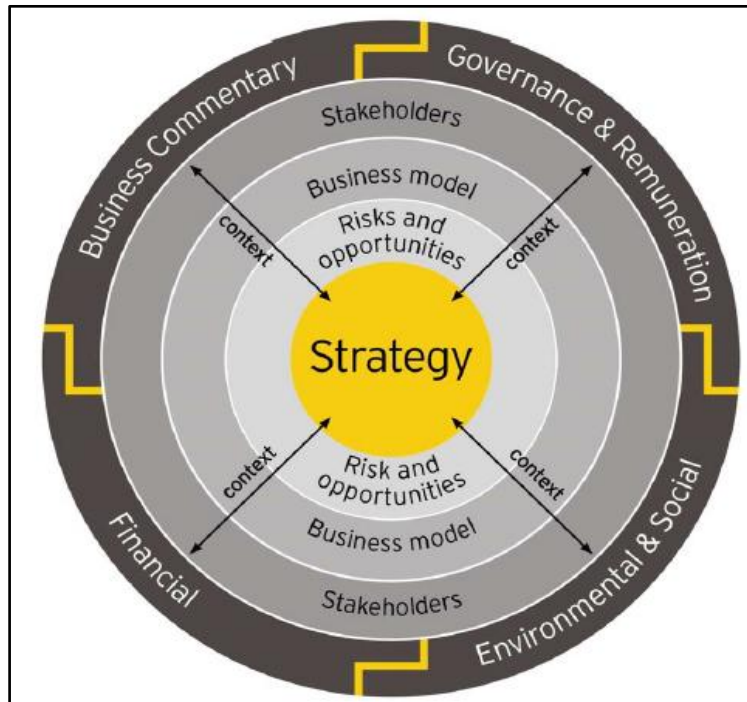 Business Commentary
Governance & Remuneration
Stakeholders
Business model
Risks and
opportunities
context
context
Strategy
context
context
Risk and
opportunities
Business model
Stakeholders
Financial
Environmental & Social